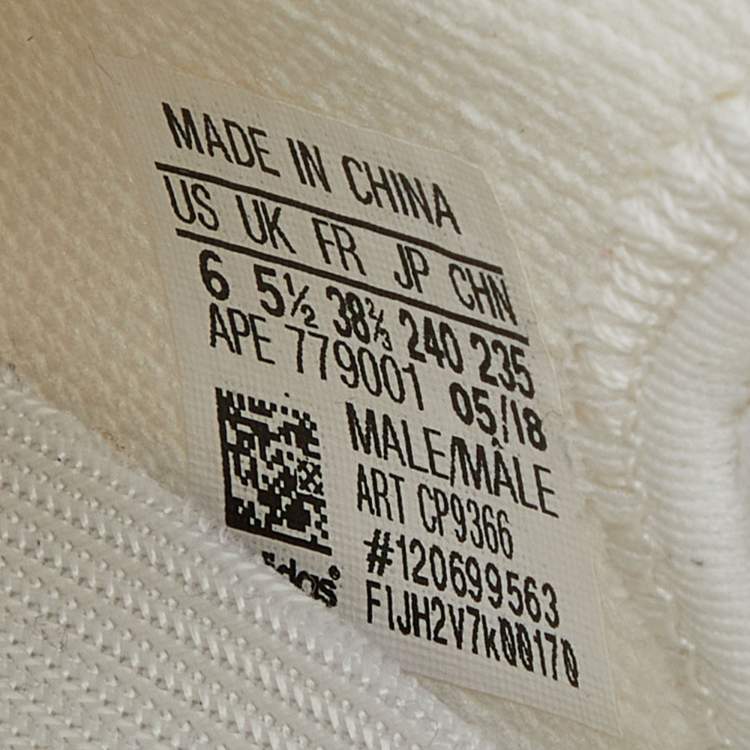 MADE IN CHINA
US UK FR JP CHN
6 5½ 38⅔ 240 235
APE 779001 05/18
MALE/MÂLE
ART CP9366
#120699563
adidas®